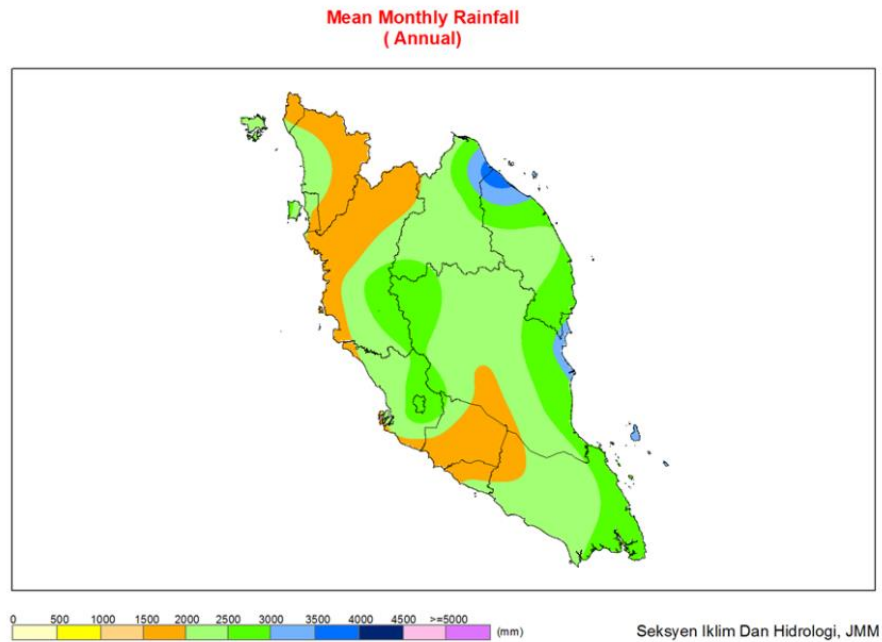 Mean Monthly Rainfall
( Annual)
0 500 1000 1500 2000 2500 3000 3500 4000 4500 >=5000
(mm)
Seksyen Iklim Dan Hidrologi, JMM